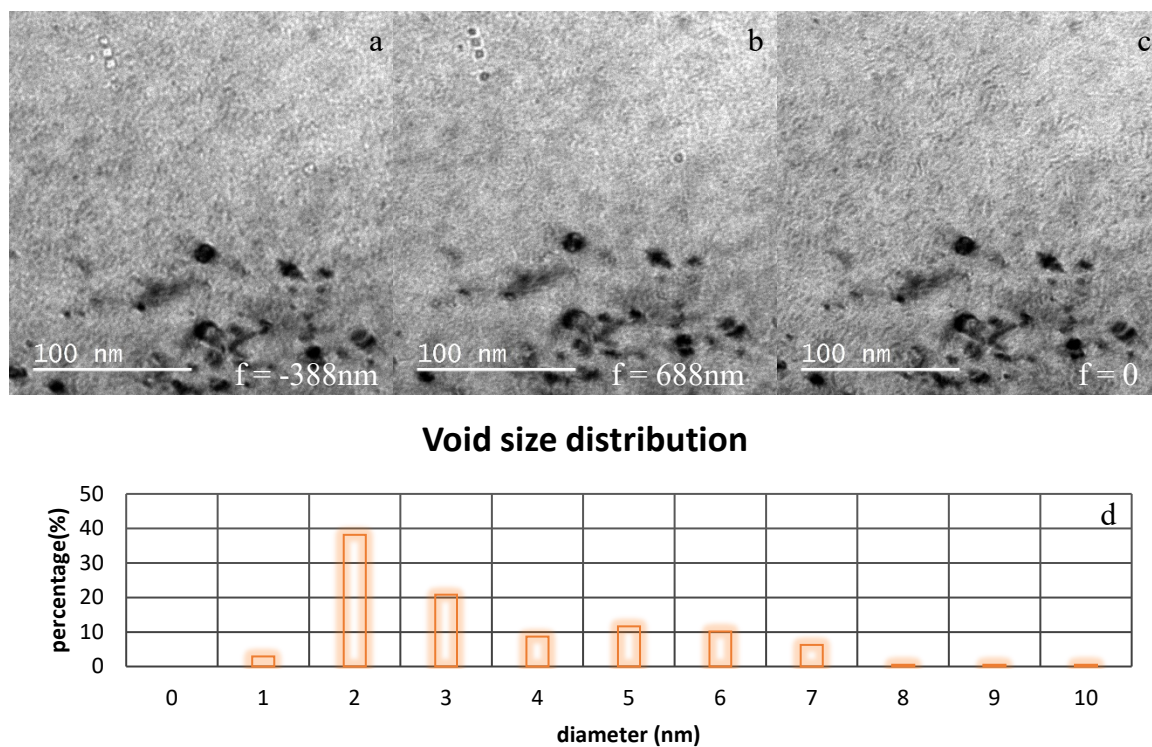 a
b
c
100 nm
f = -388nm
100 nm
f = 688nm
100 nm
f = 0
Void size distribution
d
percentage(%)
50
40
30
20
10
0
0 1 2 3 4 5 6 7 8 9 10
diameter (nm)